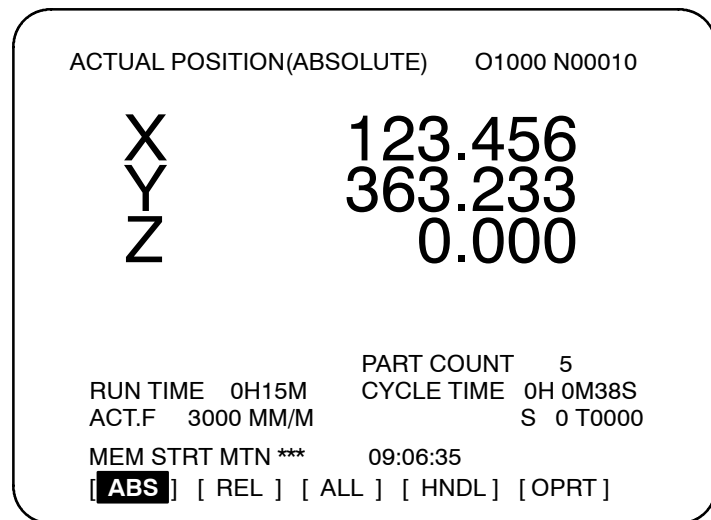 ACTUAL POSITION(ABSOLUTE) O1000 N00010
X 123.456
Y 363.233
Z 0.000
PART COUNT 5
RUN TIME 0H15M CYCLE TIME 0H 0M38S
ACT.F 3000 MM/M S 0 T0000
MEM STRT MTN *** 09:06:35
[ ABS ] [ REL ] [ ALL ] [ HNDL ] [ OPRT ]